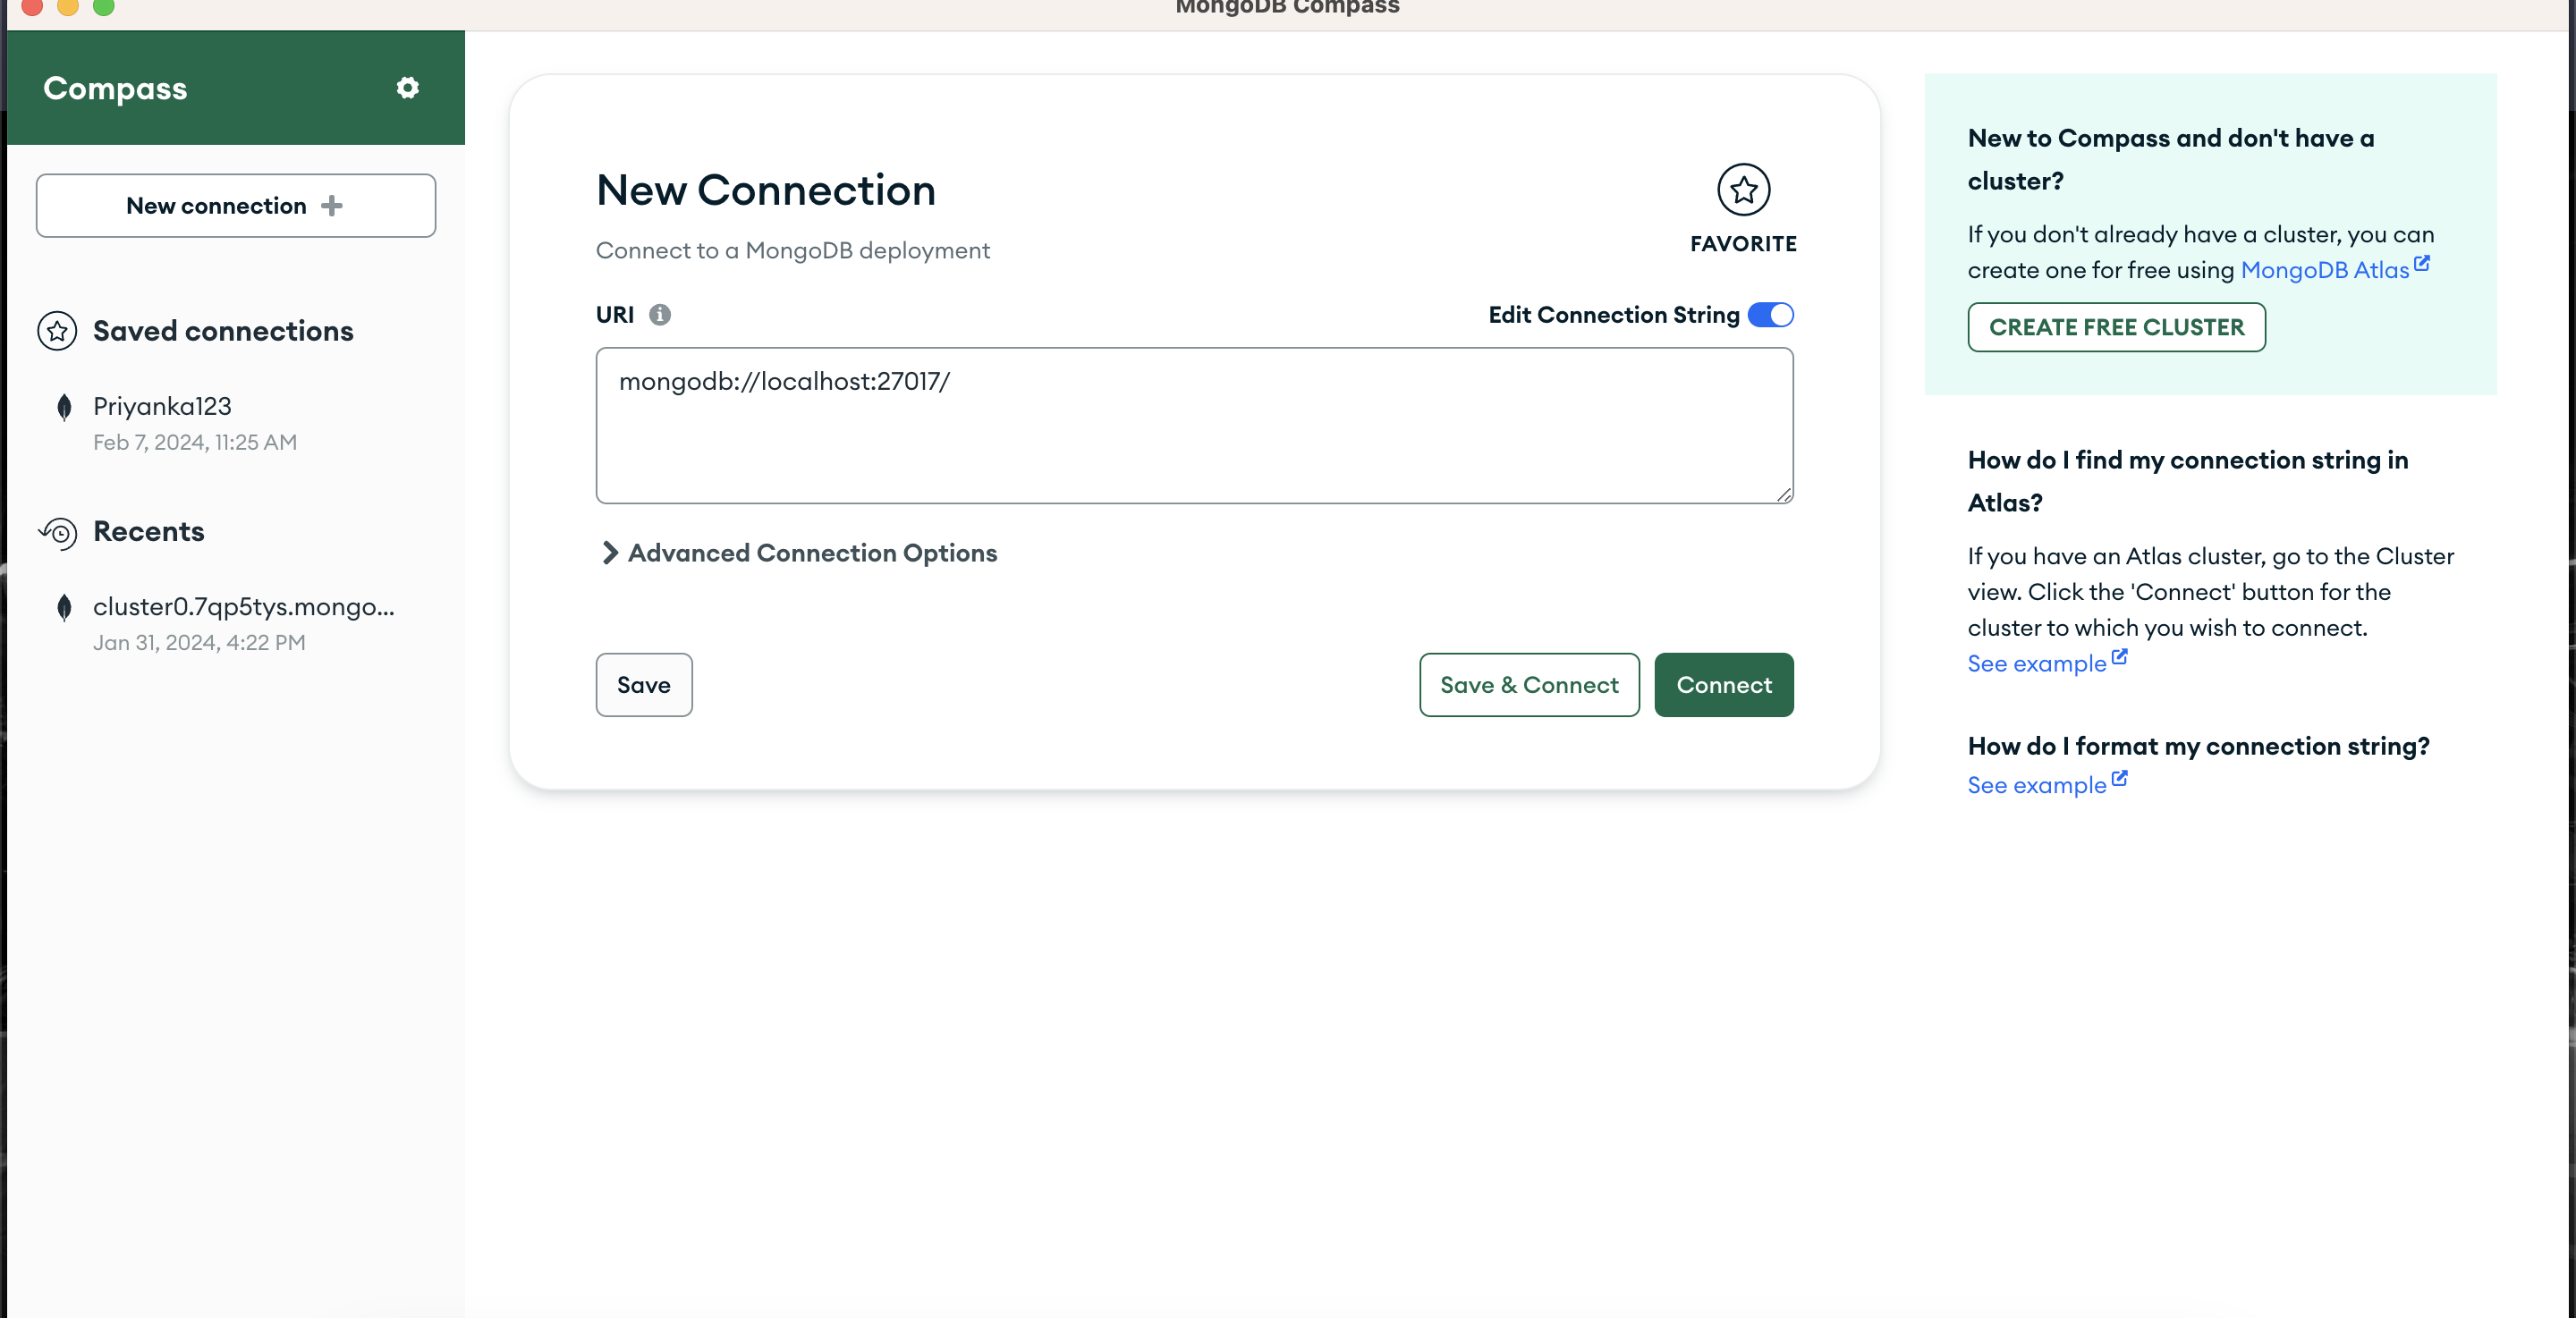 MongoDB Compass
Compass
New connection
Saved connections
Priyanka123
Feb 7, 2024, 11:25 AM
Recents
cluster0.7qp5tys.mongo...
Jan 31, 2024, 4:22 PM
New Connection
Connect to a MongoDB deployment
FAVORITE
URI
Edit Connection String
mongodb://localhost:27017/
Advanced Connection Options
Save
Save & Connect
Connect
New to Compass and don't have a
cluster?
If you don't already have a cluster, you can
create one for free using MongoDB Atlas
CREATE FREE CLUSTER
How do I find my connection string in
Atlas?
If you have an Atlas cluster, go to the Cluster
view. Click the 'Connect' button for the
cluster to which you wish to connect.
See example
How do I format my connection string?
See example